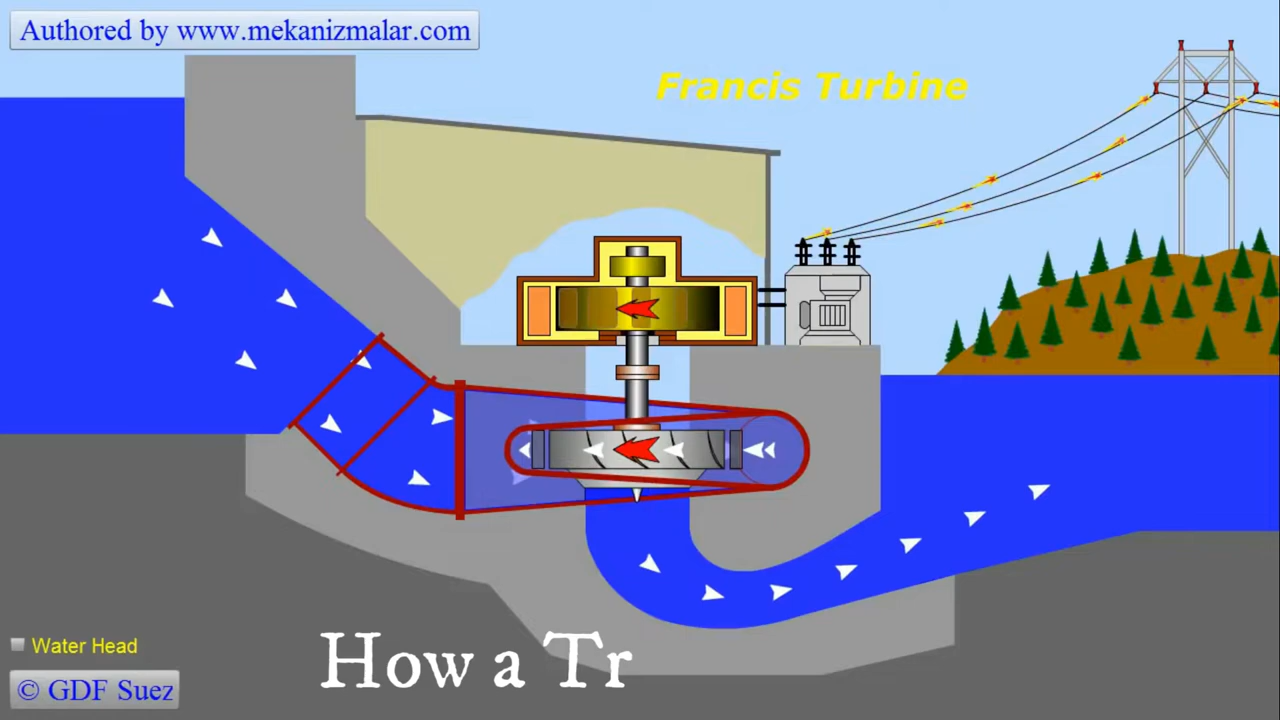 Authored by www.mekanizmalar.com
Francis Turbine
Water Head
© GDF Suez
How a Tr